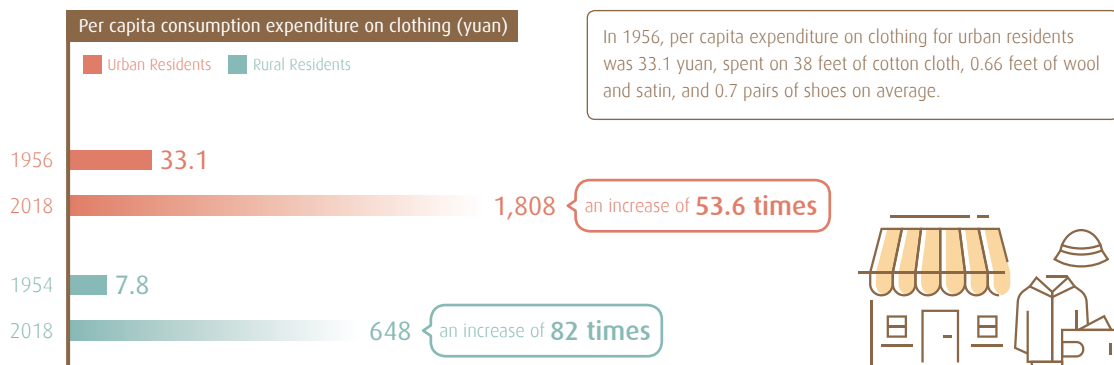 Per capita consumption expenditure on clothing (yuan)
Urban Residents Rural Residents
In 1956, per capita expenditure on clothing for urban residents
was 33.1 yuan, spent on 38 feet of cotton cloth, 0.66 feet of wool
and satin, and 0.7 pairs of shoes on average.
1956 33.1
2018 1,808 an increase of 53.6 times
1954 7.8
2018 648 an increase of 82 times